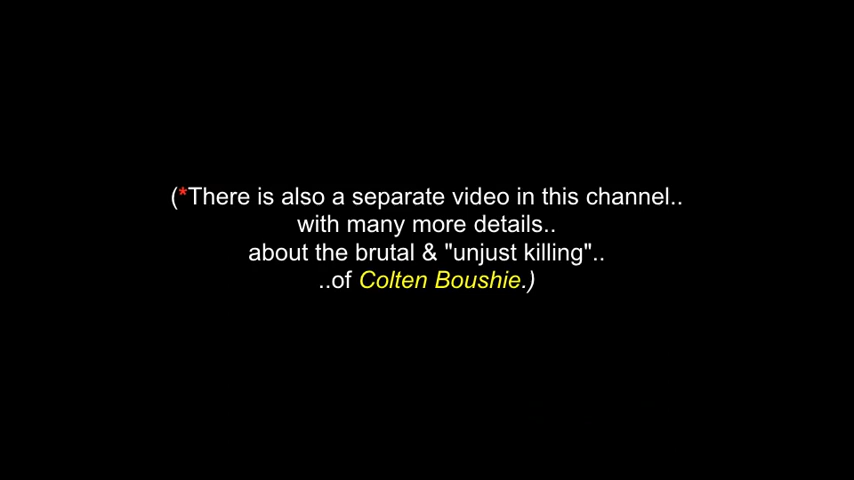 (*There is also a separate video in this channel..
with many more details..
about the brutal & "unjust killing"..
..of Colten Boushie.)